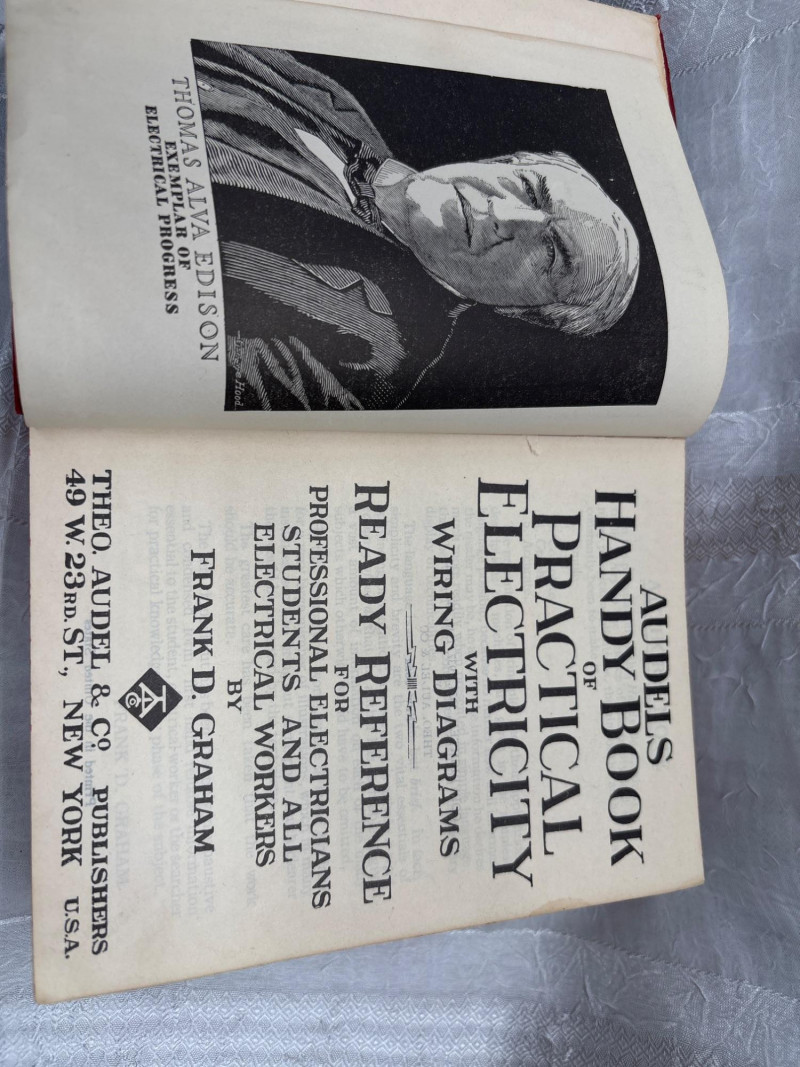 THOMAS ALVA EDISON
EXEMPLAR OF
ELECTRICAL PROGRESS
Hood
AUDELS
HANDY BOOK
OF
PRACTICAL
ELECTRICITY
WITH
WIRING DIAGRAMS
READY REFERENCE
FOR
PROFESSIONAL ELECTRICIANS
STUDENTS AND ALL
ELECTRICAL WORKERS
BY
FRANK D. GRAHAM
THEO. AUDEL & CO. PUBLISHERS
49 W. 23RD. ST., NEW YORK U.S.A.